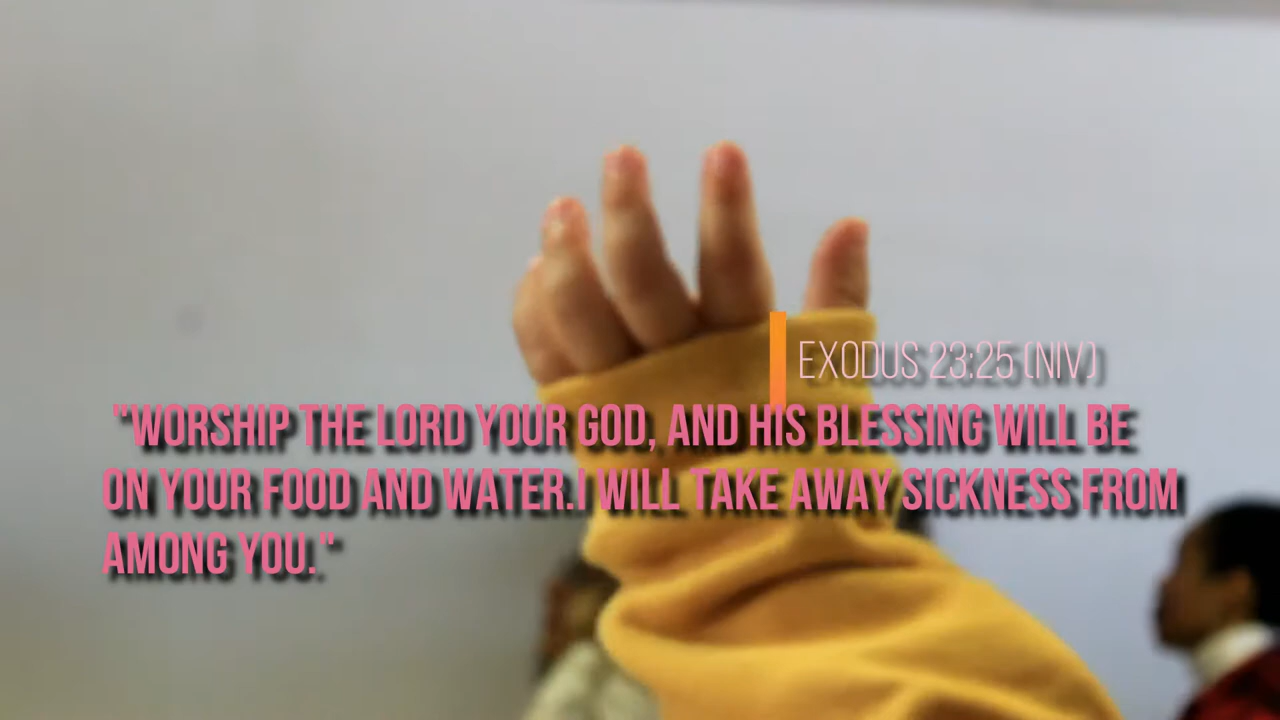 EXODUS 23:25 (NIV)
"WORSHIP THE LORD YOUR GOD, AND HIS BLESSING WILL BE
ON YOUR FOOD AND WATER.I WILL TAKE AWAY SICKNESS FROM
AMONG YOU."